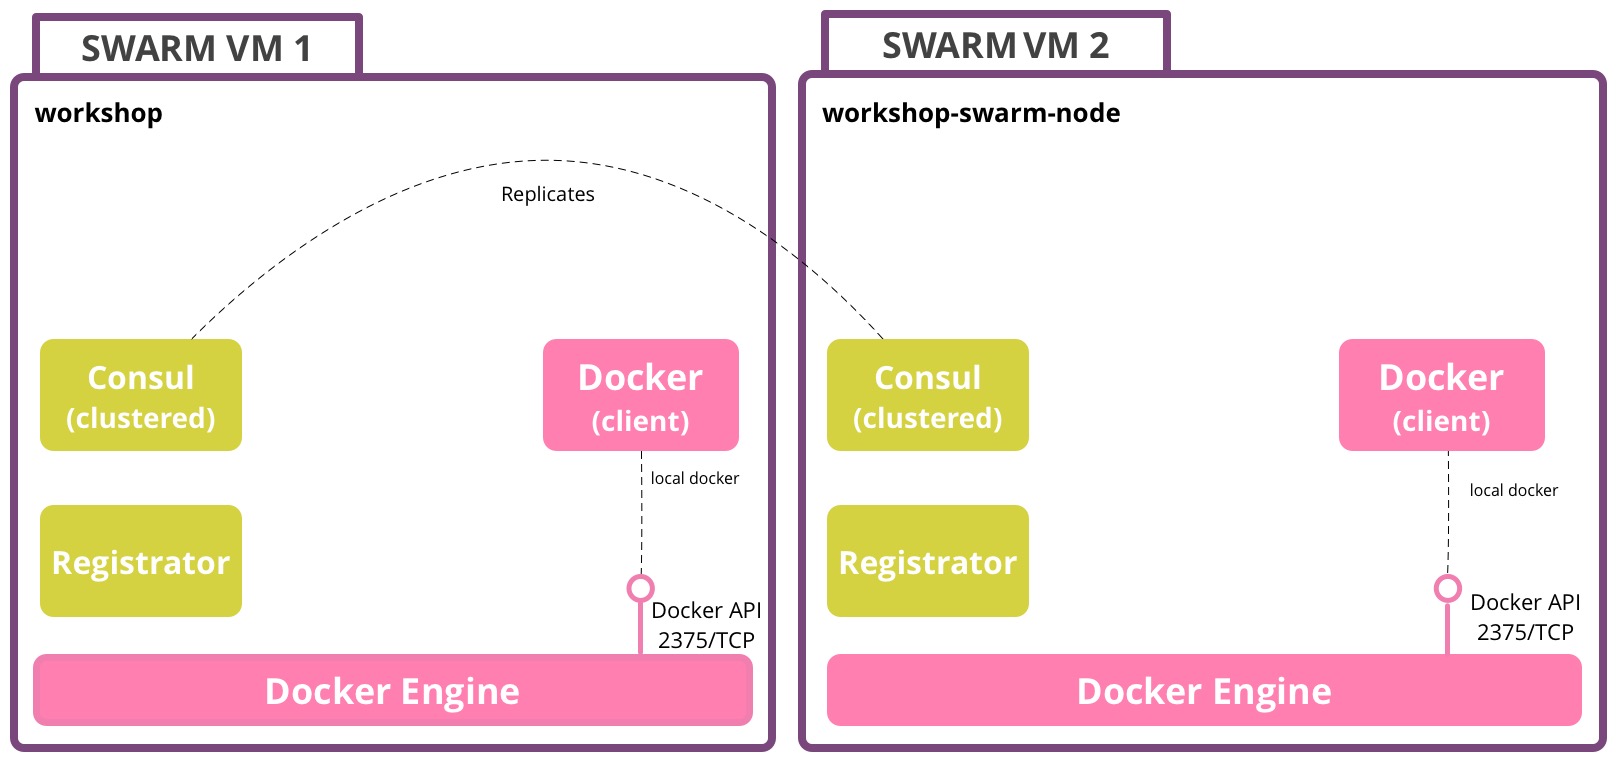 SWARM VM 1
workshop
Replicates
Consul
(clustered)
Docker
(client)
local docker
Registrator
Docker API
2375/TCP
Docker Engine
SWARM VM 2
workshop-swarm-node
Consul
(clustered)
Docker
(client)
local docker
Registrator
Docker API
2375/TCP
Docker Engine